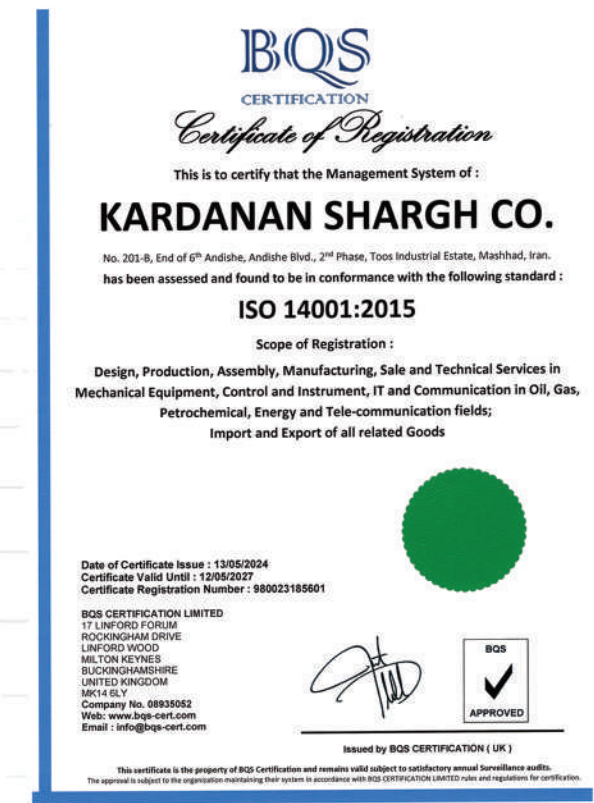 BQS
CERTIFICATION
Certificate of Registration
This is to certify that the Management System of :
KARDANAN SHARGH CO.
No. 201-B, End of 6th Andishe, Andishe Blvd., 2nd Phase, Toos Industrial Estate, Mashhad, Iran.
has been assessed and found to be in conformance with the following standard :
ISO 14001:2015
Scope of Registration :
Design, Production, Assembly, Manufacturing, Sale and Technical Services in
Mechanical Equipment, Control and Instrument, IT and Communication in Oil, Gas,
Petrochemical, Energy and Tele-communication fields;
Import and Export of all related Goods
Date of Certificate Issue : 13/05/2024
Certificate Valid Until : 12/05/2027
Certificate Registration Number : 980023185601
BQS CERTIFICATION LIMITED
17 LINFORD FORUM
ROCKINGHAM DRIVE
LINFORD WOOD
MILTON KEYNES
BUCKINGHAMSHIRE
UNITED KINGDOM
MK14 6LY
Company No. 08935052
Web: www.bqs-cert.com
Email : info@bqs-cert.com
BQS
APPROVED
Issued by BQS CERTIFICATION ( UK )
This certificate is the property of BQS Certification and remains valid subject to satisfactory annual Surveillance audits.
The approval is subject to the organization maintaining their system in accordance with BQS CERTIFICATION LIMITED rules and regulations for certification.